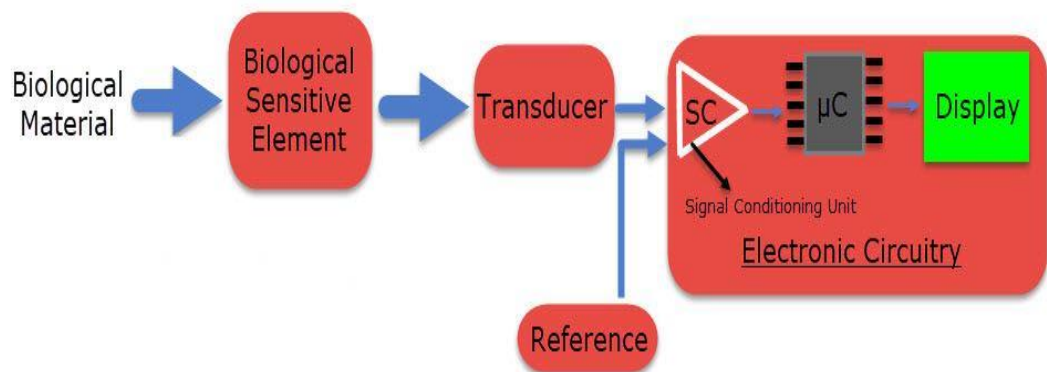 Biological
Material
Biological
Sensitive
Element
Transducer
SC
µC
Display
Signal Conditioning Unit
Electronic Circuitry
Reference